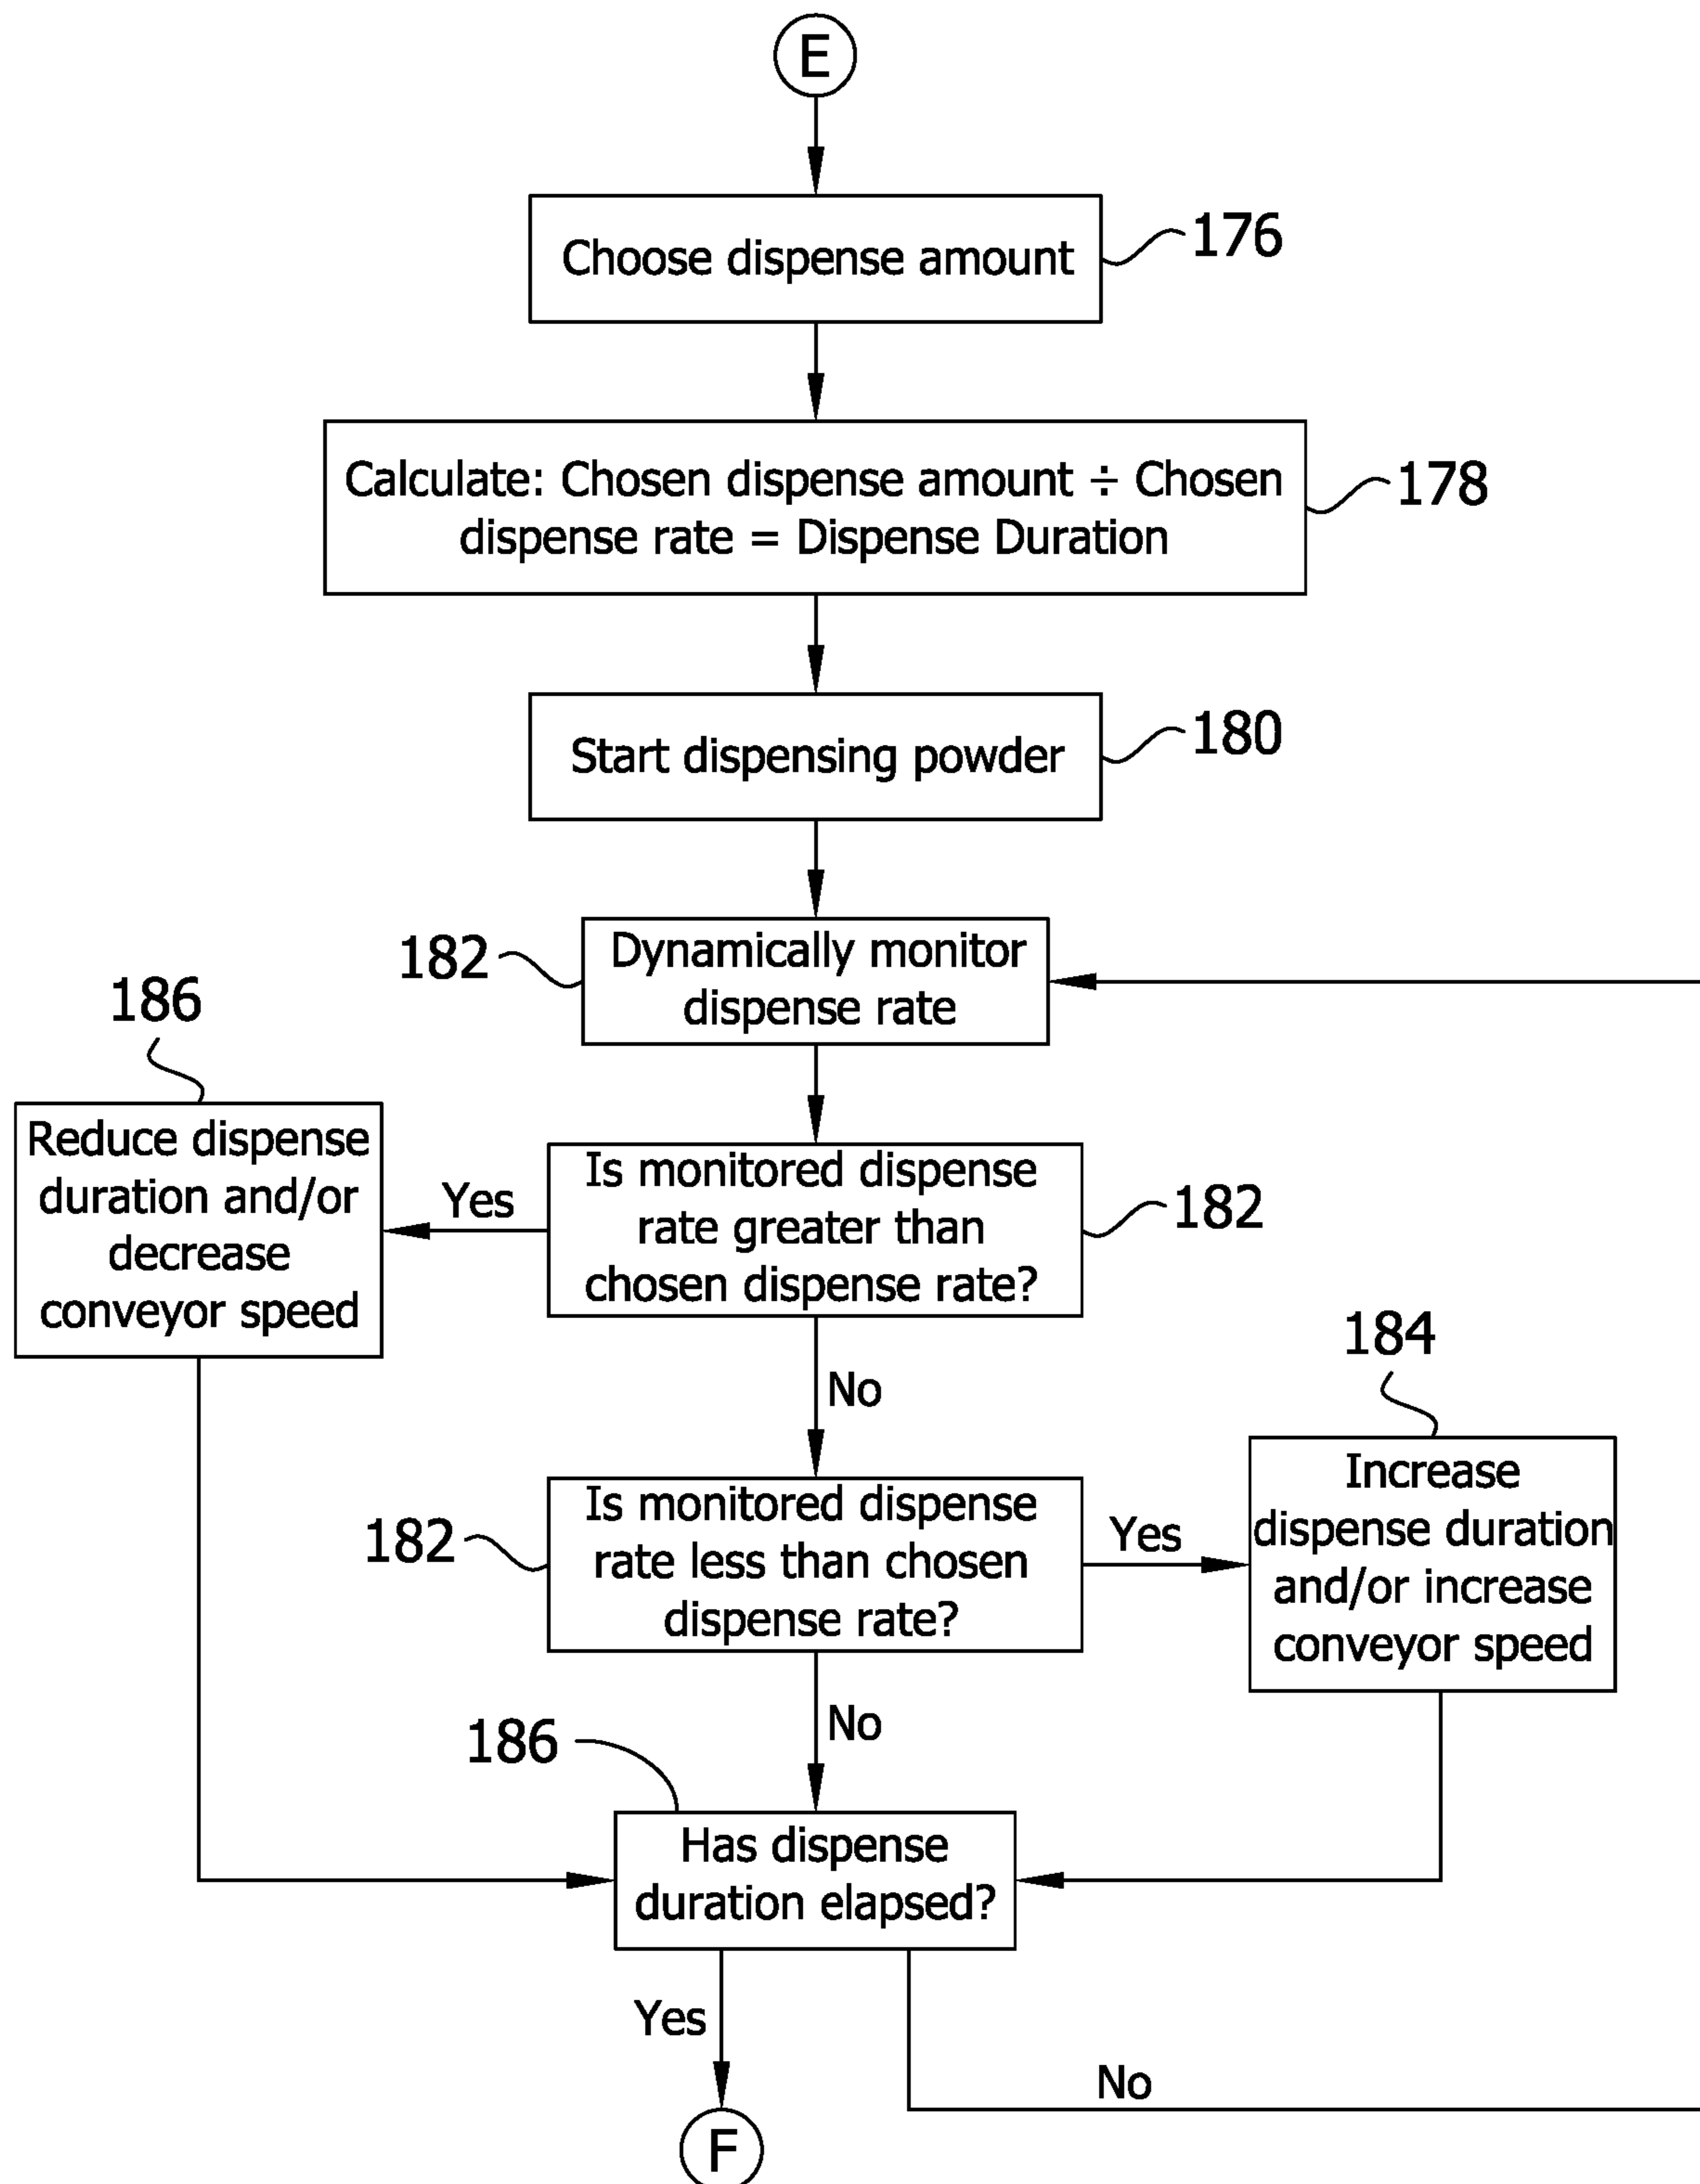 E
Choose dispense amount
176
Calculate: Chosen dispense amount ÷ Chosen
dispense rate = Dispense Duration
178
Start dispensing powder
180
182
Dynamically monitor
dispense rate
186
Reduce dispense
duration and/or
decrease
conveyor speed
Yes
Is monitored dispense
rate greater than
chosen dispense rate?
182
No
184
182
Is monitored dispense
rate less than chosen
dispense rate?
Yes
Increase
dispense duration
and/or increase
conveyor speed
No
186
Has dispense
duration elapsed?
Yes
No
F